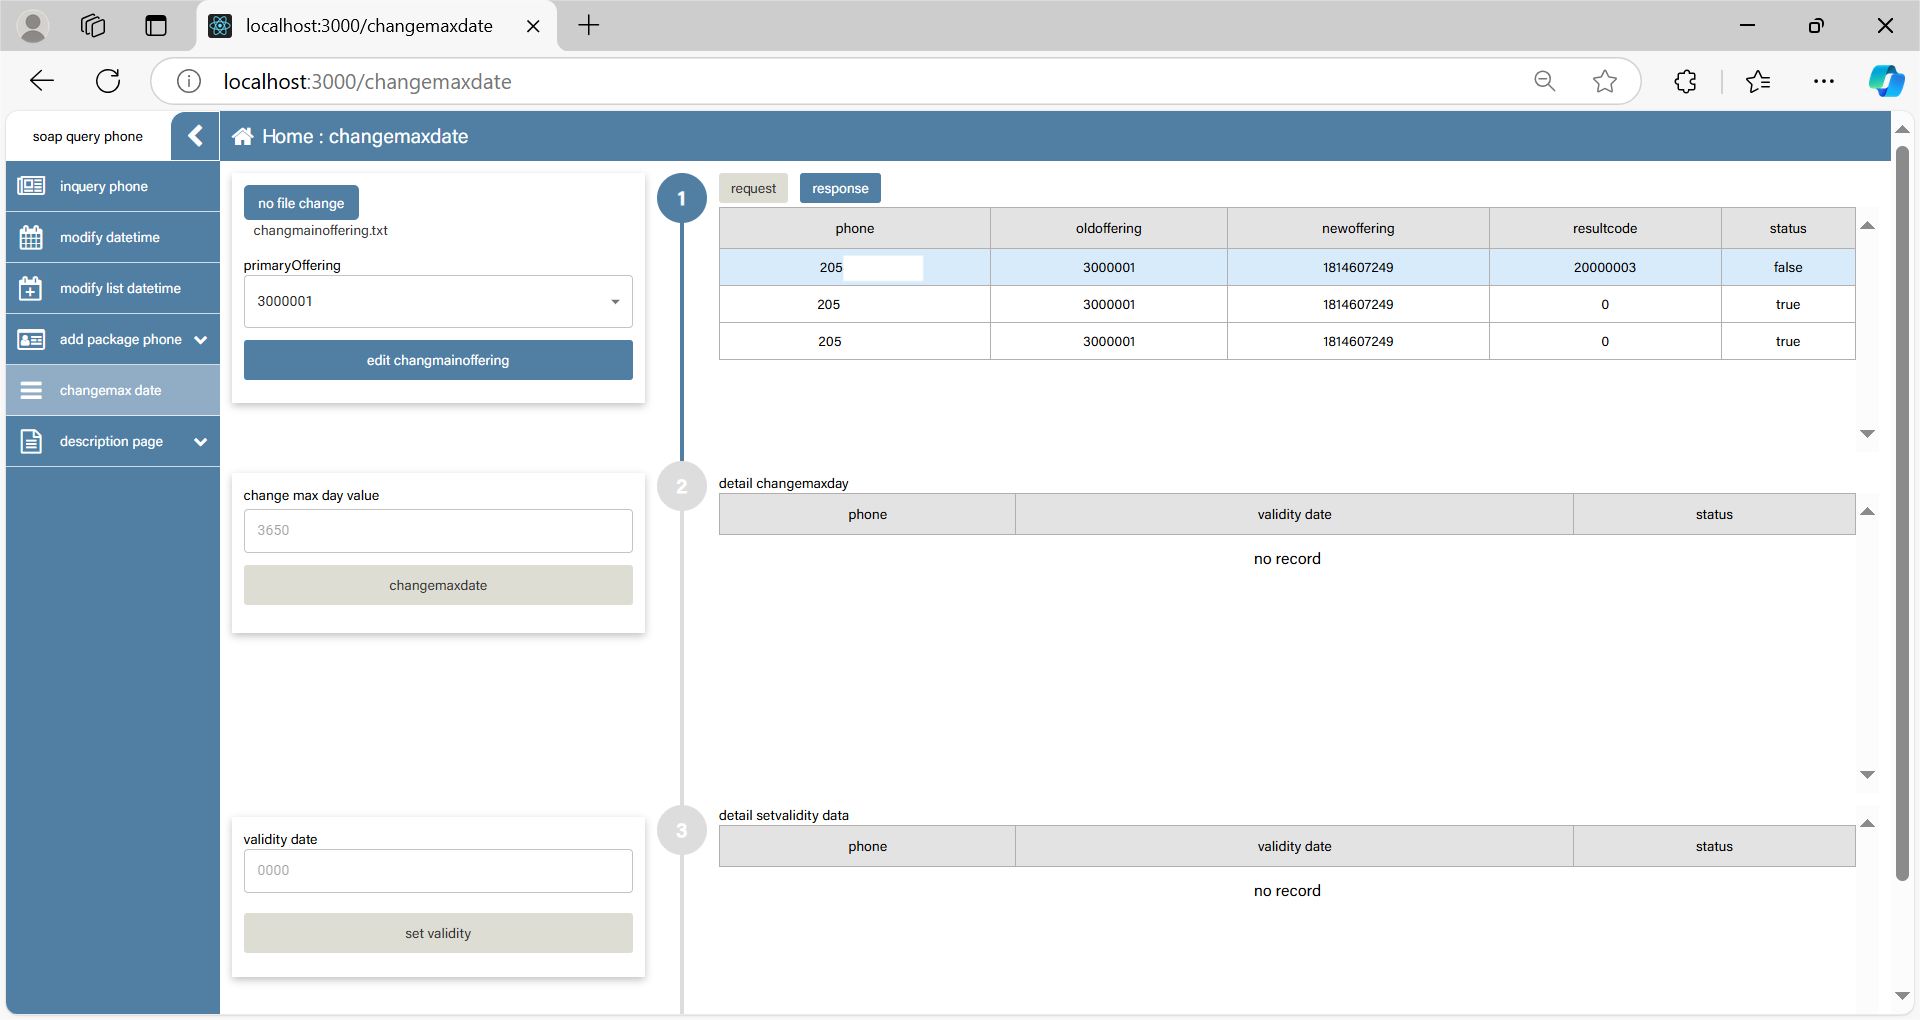 localhost:3000/changemaxdate
localhost:3000/changemaxdate
soap query phone
Home : changemaxdate
inquery phone
modify datetime
modify list datetime
add package phone
changemax date
description page
no file change
changmainoffering.txt
primaryOffering
3000001
edit changmainoffering
1
request response
phone oldoffering newoffering resultcode status
205 3000001 1814607249 20000003 false
205 3000001 1814607249 0 true
205 3000001 1814607249 0 true
change max day value
3650
changemaxdate
2
detail changemaxday
phone validity date status
no record
validity date
0000
set validity
3
detail setvalidity data
phone validity date status
no record